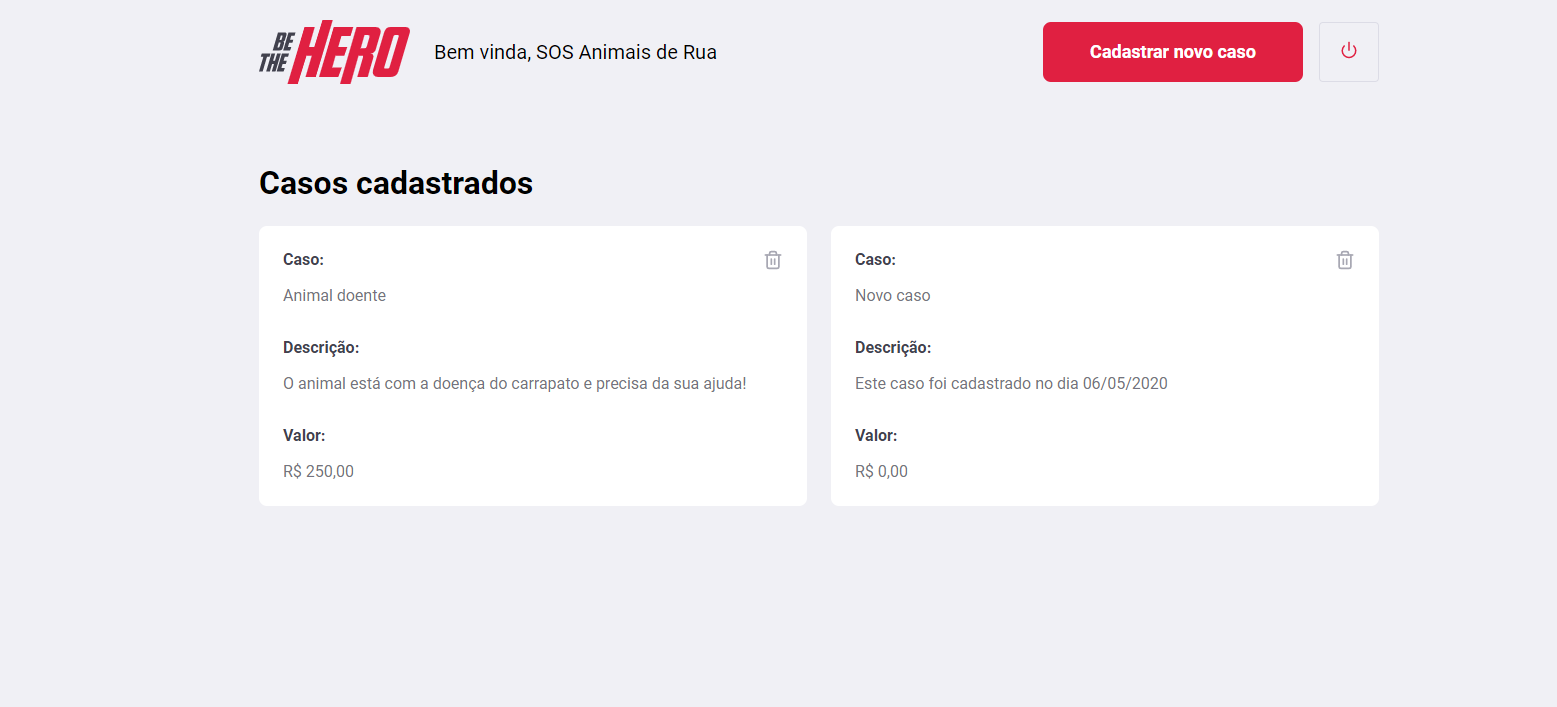 BE THE HERO
Bem vinda, SOS Animais de Rua
Cadastrar novo caso
Casos cadastrados
Caso:
Animal doente
Descrição:
O animal está com a doença do carrapato e precisa da sua ajuda!
Valor:
R$ 250,00
Caso:
Novo caso
Descrição:
Este caso foi cadastrado no dia 06/05/2020
Valor:
R$ 0,00